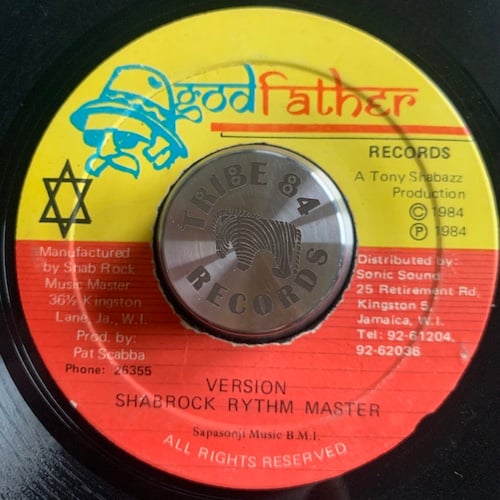 godfather
RECORDS
A Tony Shabazz
Production
© 1984
℗ 1984
TRIBE 84
RECORDS
Manufactured
by Shab Rock
Music Master
36½ Kingston
Lane, Ja., W.I.
Prod. by:
Pat Scabba
Phone: 26355
Distributed by:
Sonic Sound
25 Retirement Rd.
Kingston 5,
Jamaica, W.I.
Tel: 92-61204,
92-62036
VERSION
SHABROCK RYTHM MASTER
Sapasonji Music B.M.I.
ALL RIGHTS RESERVED